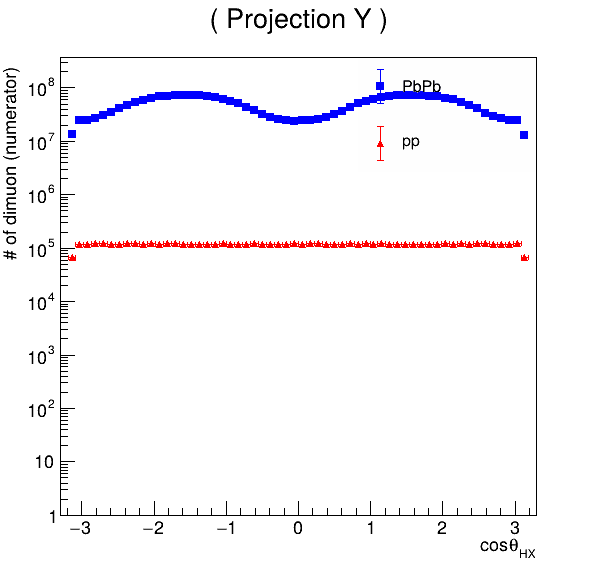 ( Projection Y )
# of dimuon (numerator)
10^8
10^7
10^6
10^5
10^4
10^3
10^2
10
1
PbPb
pp
−3 −2 −1 0 1 2 3
cosθ_HX